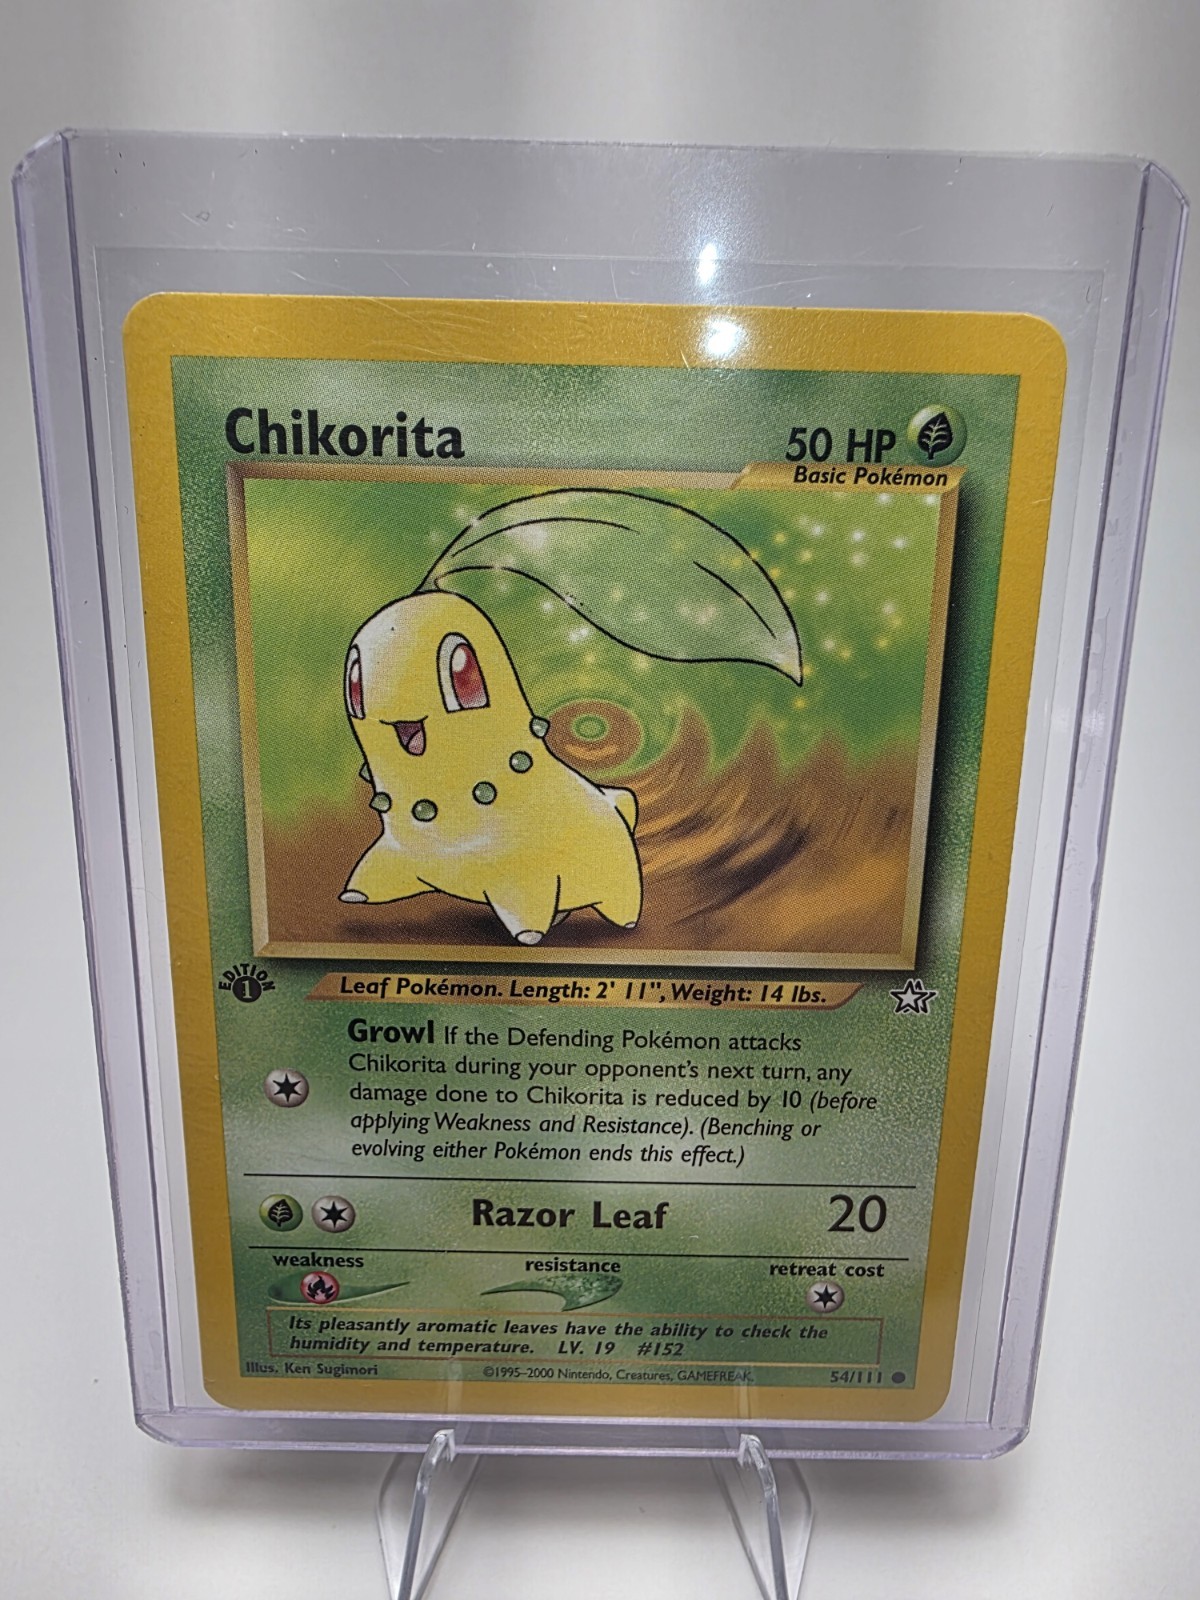 Chikorita
50 HP
Basic Pokémon
EDITION
1
Leaf Pokémon. Length: 2' 11", Weight: 14 lbs.
Growl If the Defending Pokémon attacks
Chikorita during your opponent's next turn, any
damage done to Chikorita is reduced by 10 (before
applying Weakness and Resistance). (Benching or
evolving either Pokémon ends this effect.)
Razor Leaf 20
weakness resistance retreat cost
Its pleasantly aromatic leaves have the ability to check the
humidity and temperature. LV. 19 #152
Illus. Ken Sugimori ©1995-2000 Nintendo, Creatures, GAMEFREAK. 54/111